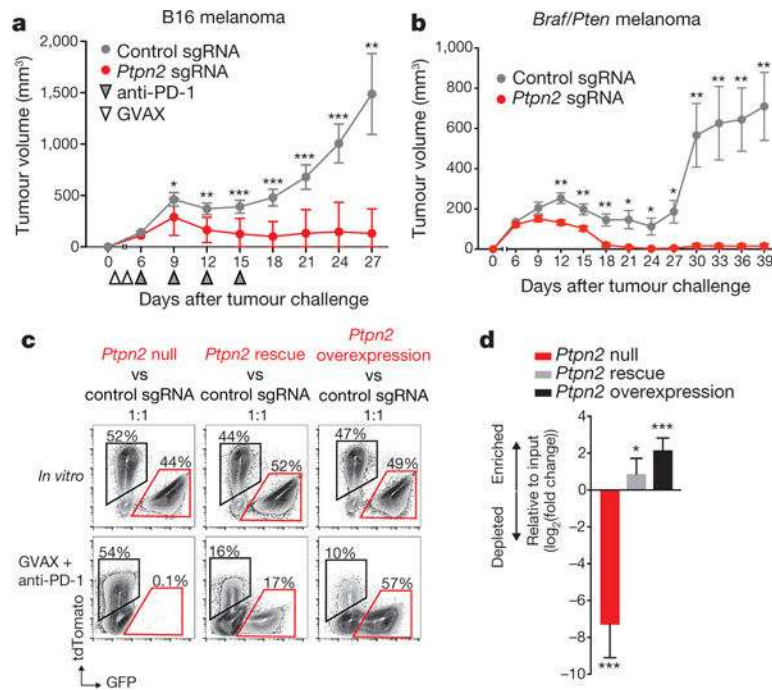 a
B16 melanoma
2,000
1,500
1,000
500
0
Tumour volume (mm³)
Control sgRNA
Ptpn2 sgRNA
anti-PD-1
GVAX
*
**
***
***
***
***
**
0 6 9 12 15 18 21 24 27
Days after tumour challenge
b
Braf/Pten melanoma
1,000
800
600
400
200
0
Tumour volume (mm³)
Control sgRNA
Ptpn2 sgRNA
**
**
**
*
*
*
**
**
**
**
0 6 9 12 15 18 21 24 27 30 33 36 39
Days after tumour challenge
c
Ptpn2 null
vs
control sgRNA
1:1
Ptpn2 rescue
vs
control sgRNA
1:1
Ptpn2
overexpression
vs
control sgRNA
1:1
In vitro
52%
44%
44%
52%
47%
49%
GVAX +
anti-PD-1
54%
0.1%
16%
17%
10%
57%
tdTomato
GFP
d
Ptpn2 null
Ptpn2 rescue
Ptpn2 overexpression
Enriched
Depleted
Relative to input
(log₂(fold change))
4
2
0
−2
−4
−6
−8
−10
***
*
***